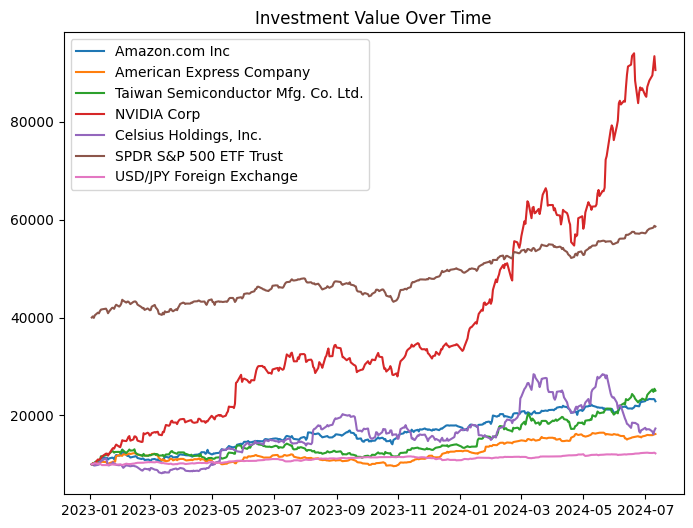 Investment Value Over Time
Amazon.com Inc
American Express Company
Taiwan Semiconductor Mfg. Co. Ltd.
NVIDIA Corp
Celsius Holdings, Inc.
SPDR S&P 500 ETF Trust
USD/JPY Foreign Exchange
80000
60000
40000
20000
2023-01 2023-03 2023-05 2023-07 2023-09 2023-11 2024-01 2024-03 2024-05 2024-07